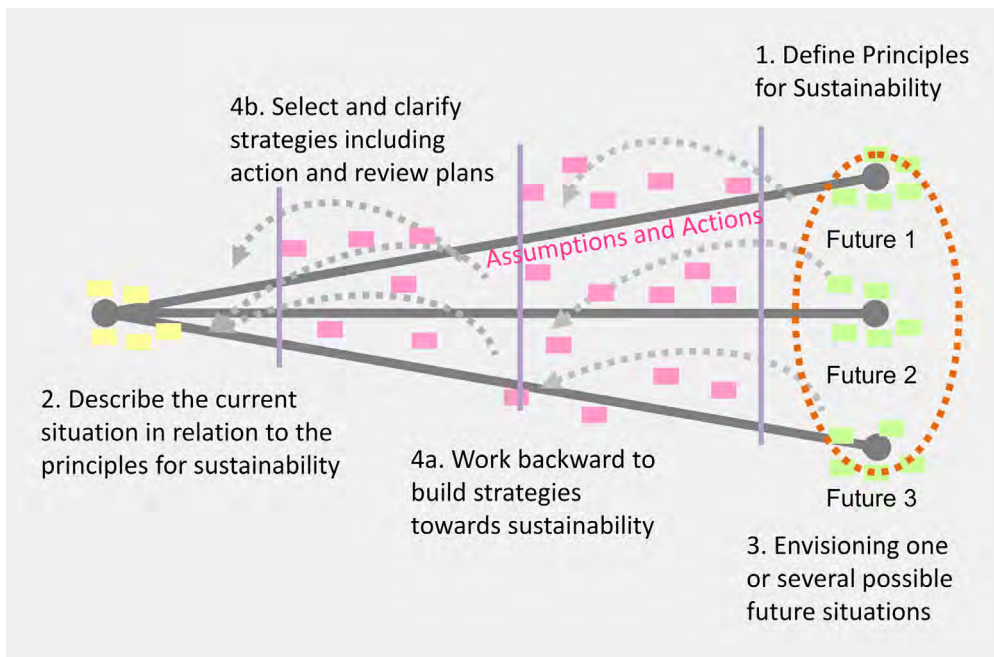 1. Define Principles
for Sustainability
4b. Select and clarify
strategies including
action and review plans
Assumptions and Actions
Future 1
Future 2
Future 3
2. Describe the current
situation in relation to the
principles for sustainability
4a. Work backward to
build strategies
towards sustainability
3. Envisioning one
or several possible
future situations